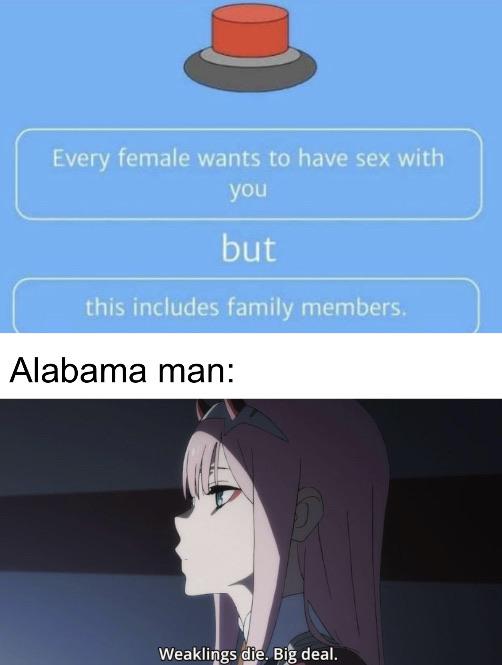 Every female wants to have sex with
you
but
this includes family members.
Alabama man:
Weaklings die. Big deal.